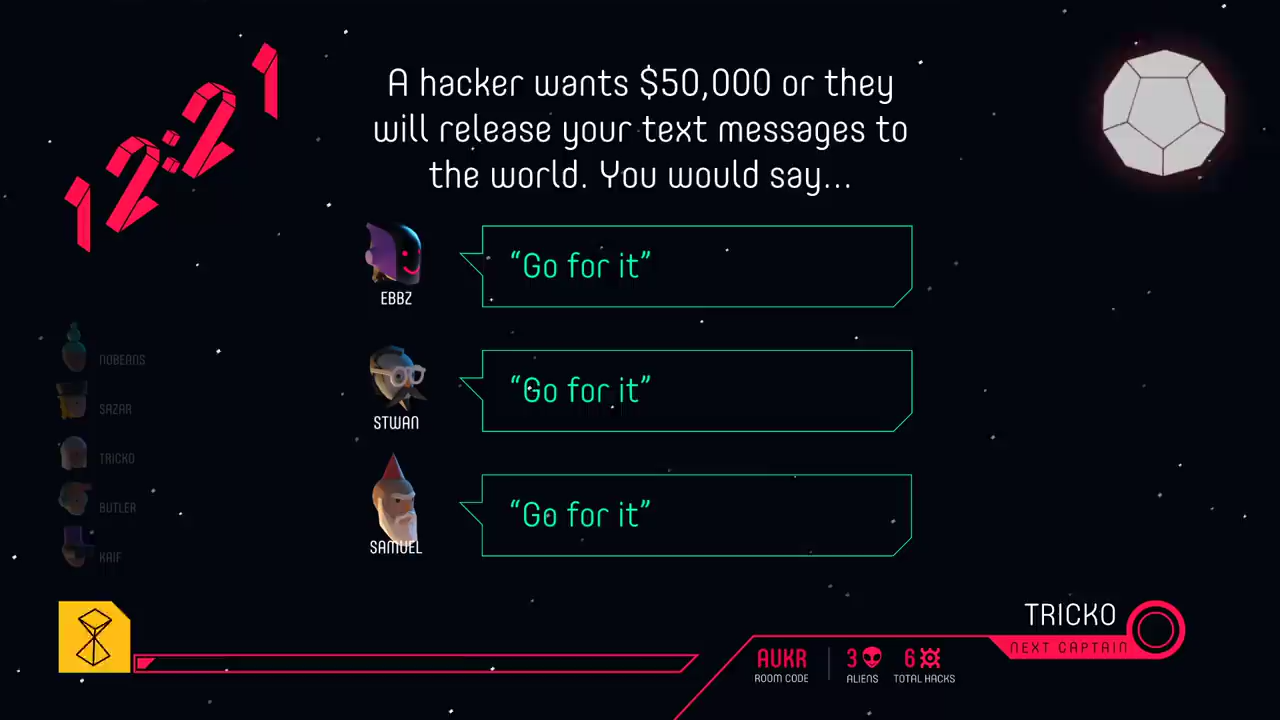 12:21
A hacker wants $50,000 or they
will release your text messages to
the world. You would say...
EBBZ
“Go for it”
STWAN
“Go for it”
SAMUEL
“Go for it”
NOBEANS
SAZAR
TRICKO
BUTLER
KAIF
AUKR
ROOM CODE
3
ALIENS
6
TOTAL HACKS
TRICKO
NEXT CAPTAIN